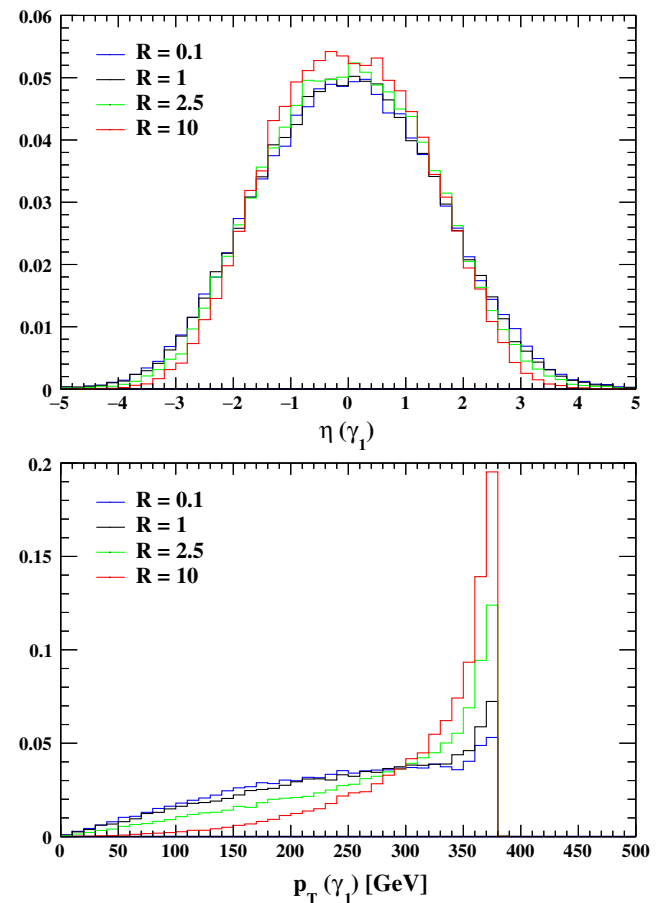 0.06
0.05
0.04
0.03
0.02
0.01
0
R = 0.1
R = 1
R = 2.5
R = 10
−5 −4 −3 −2 −1 0 1 2 3 4 5
η (γ₁)
0.2
0.15
0.1
0.05
0
R = 0.1
R = 1
R = 2.5
R = 10
0 50 100 150 200 250 300 350 400 450 500
p_T (γ₁) [GeV]